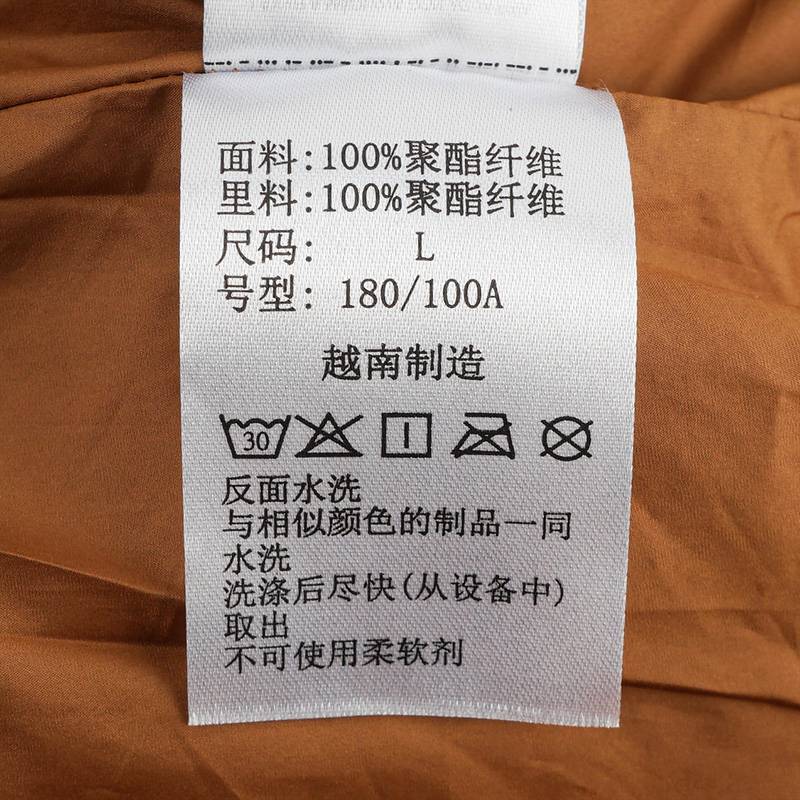 面料:100%聚酯纤维
里料:100%聚酯纤维
尺码: L
号型: 180/100A
越南制造
30
反面水洗
与相似颜色的制品一同
水洗
洗涤后尽快(从设备中)
取出
不可使用柔软剂